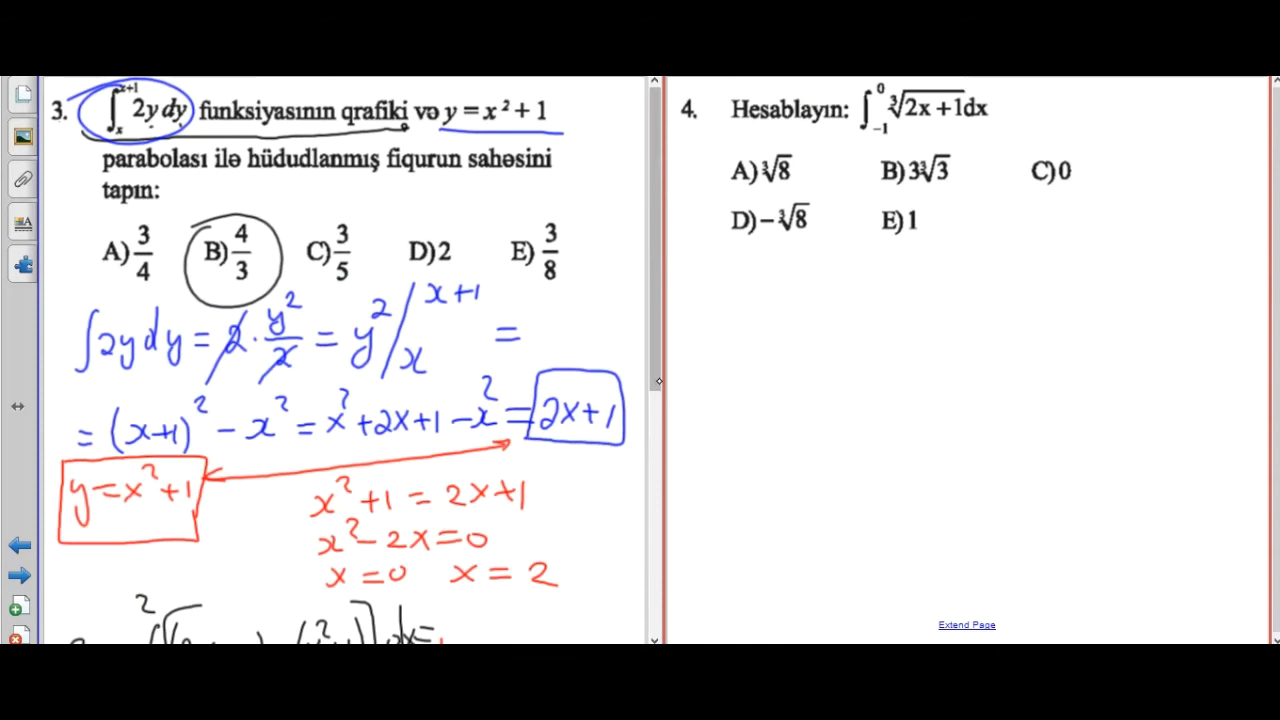 3. ∫ₓˣ⁺¹ 2y dy funksiyasının qrafiki və y = x² + 1
parabolası ilə hüdudlanmış fiqurun sahəsini
tapın:
A) 3/4 B) 4/3 C) 3/5 D) 2 E) 3/8
∫2ydy = 2 · y²/2 = y² / ₓˣ⁺¹ =
= (x+1)² - x² = x² + 2x + 1 - x² = 2x+1
y = x² + 1
x² + 1 = 2x + 1
x² - 2x = 0
x = 0 x = 2
4. Hesablayın: ∫₋₁⁰ ∛(2x + 1)dx
A) ∛8 B) 3∛3 C) 0
D) –∛8 E) 1
Extend Page